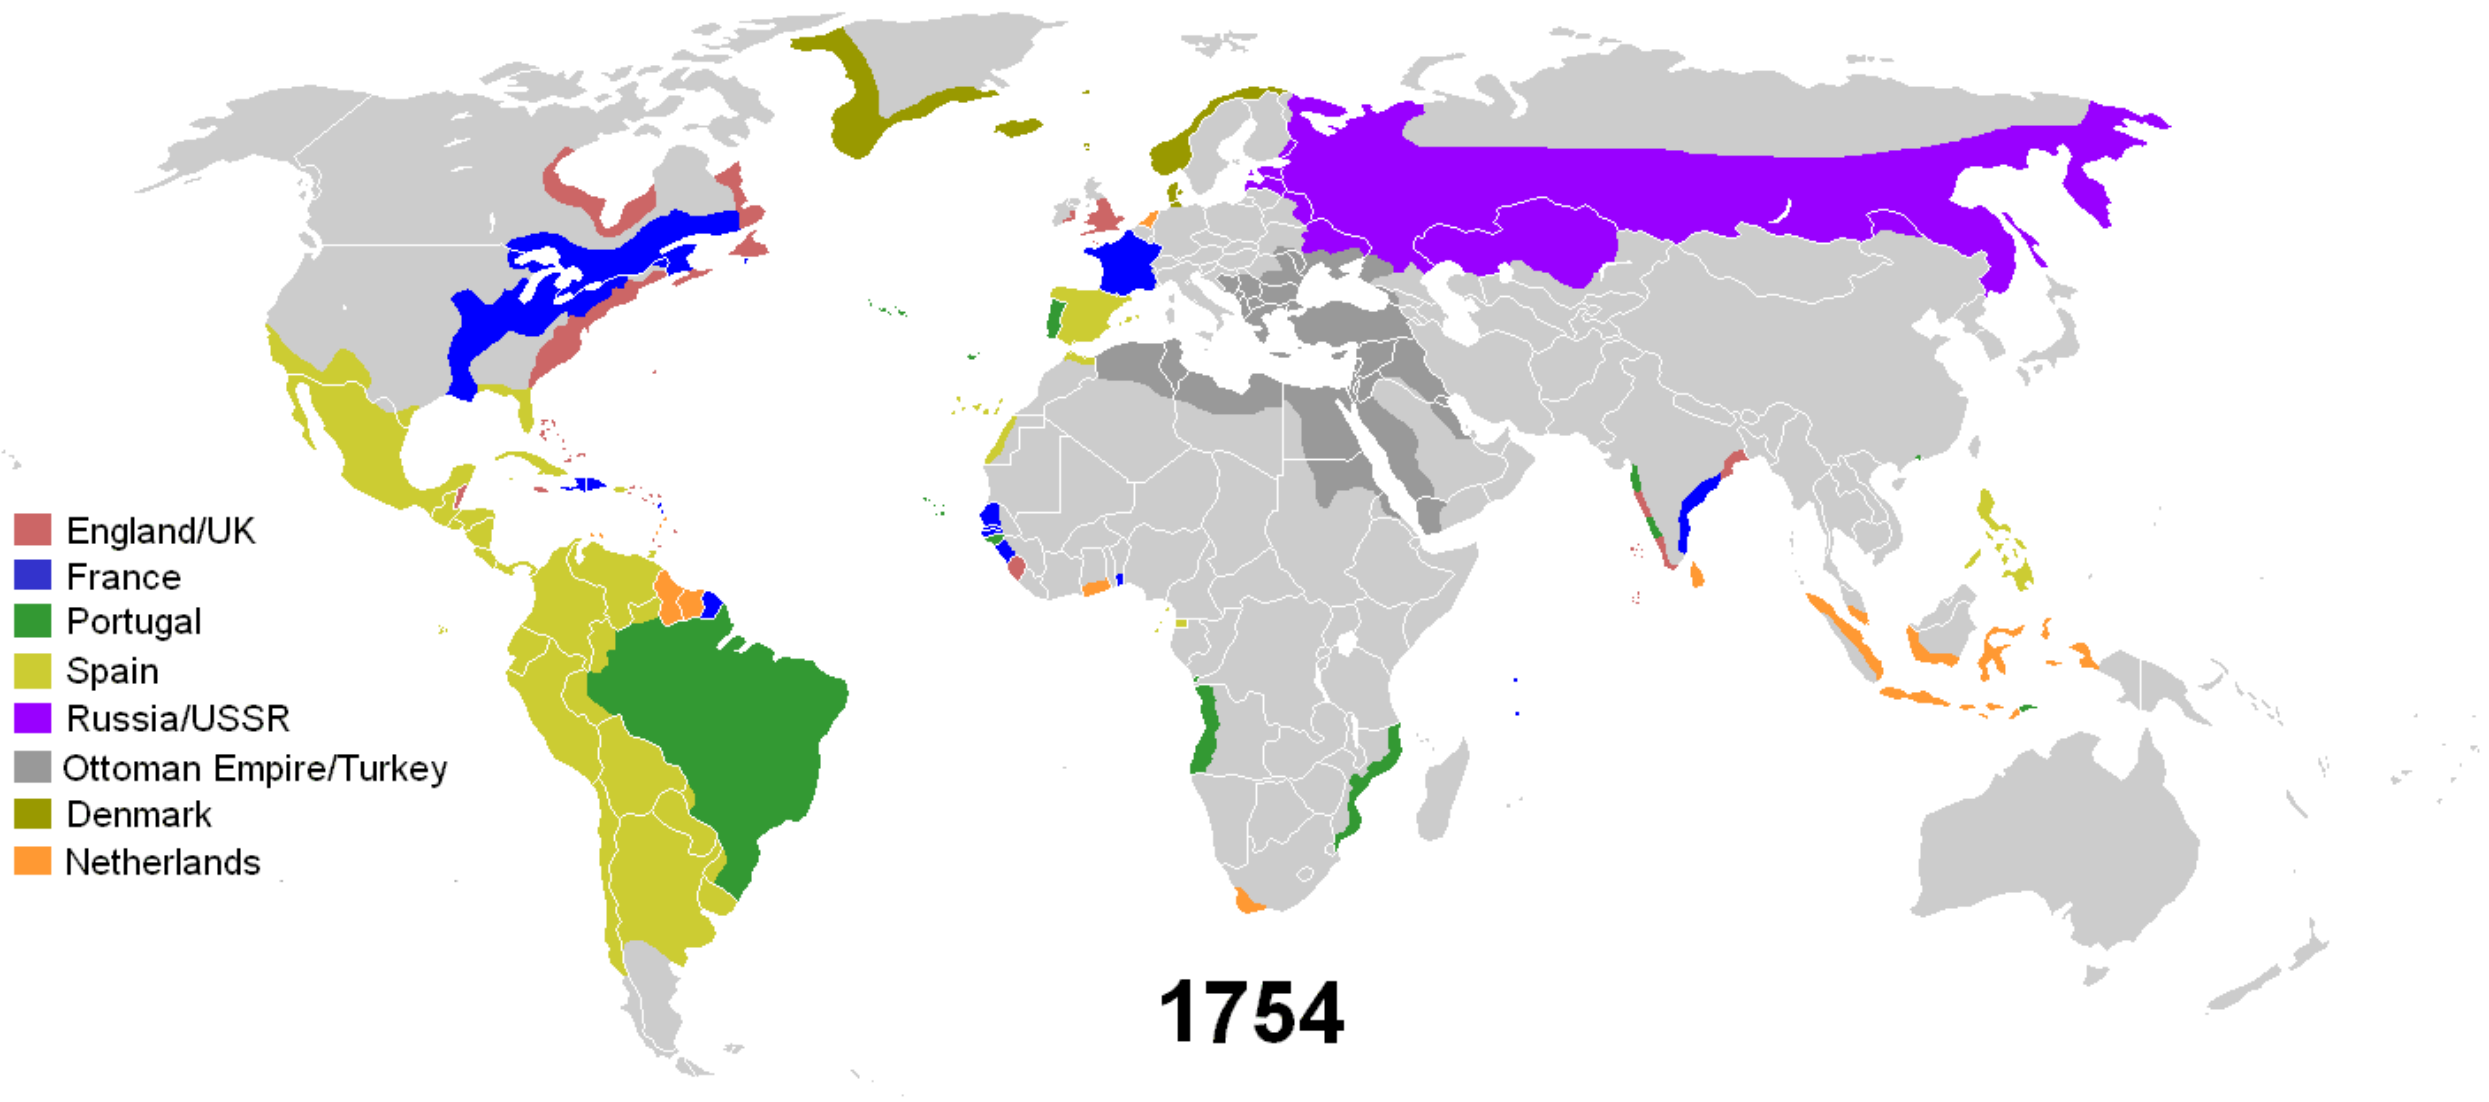 England/UK
France
Portugal
Spain
Russia/USSR
Ottoman Empire/Turkey
Denmark
Netherlands
1754